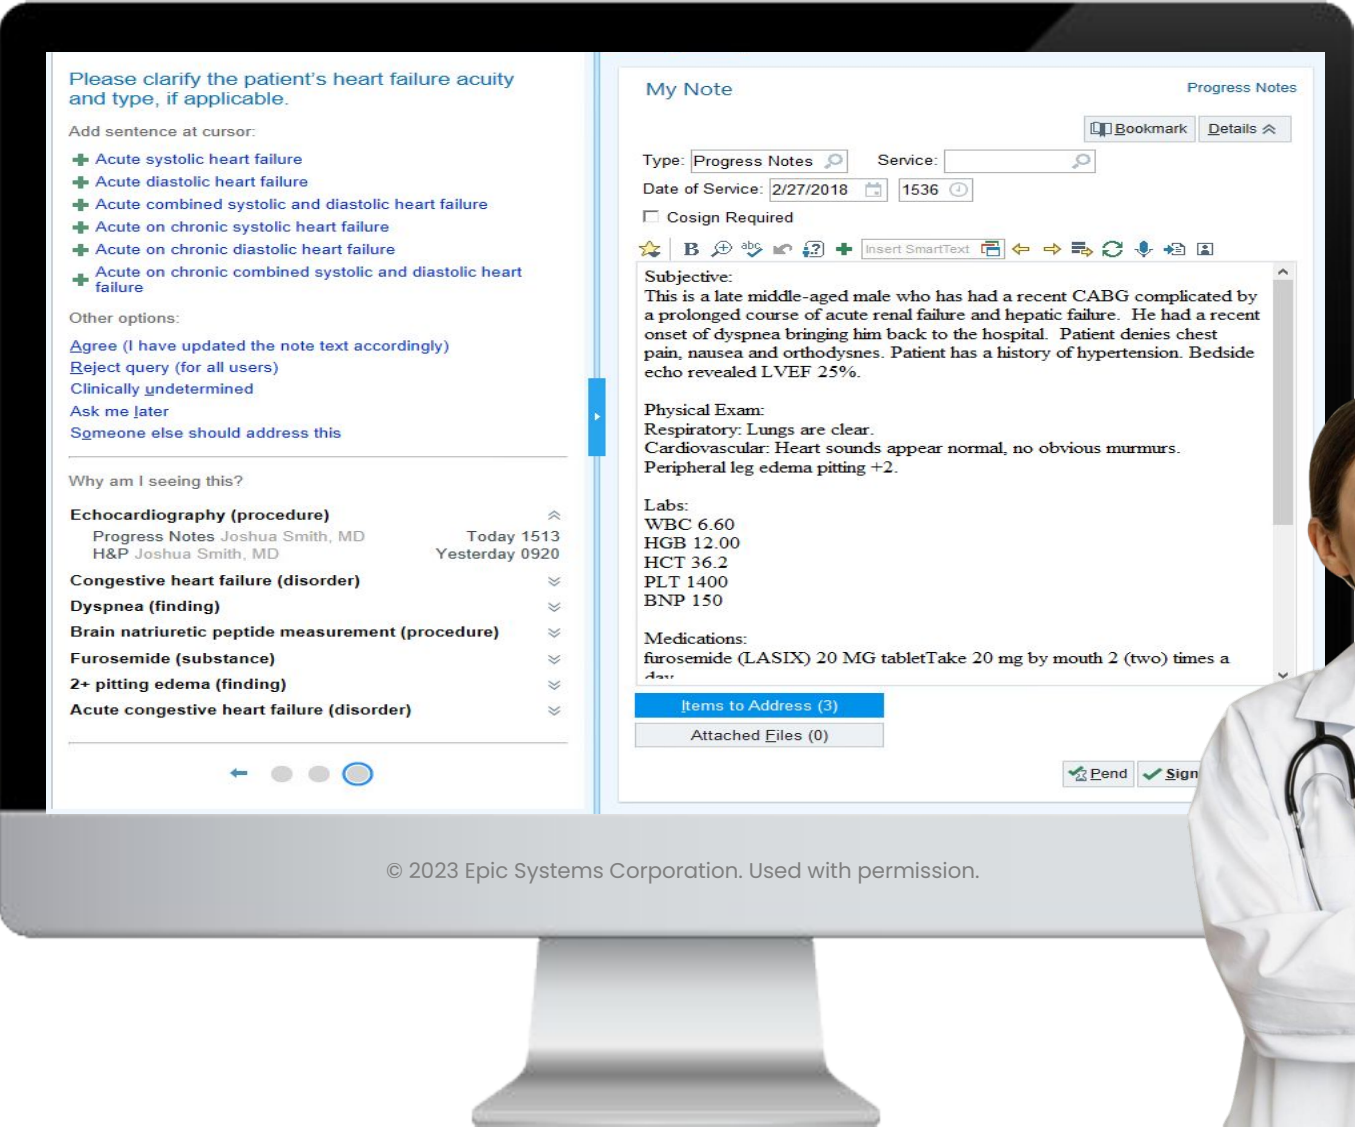 Please clarify the patient's heart failure acuity
and type, if applicable.
Add sentence at cursor:
Acute systolic heart failure
Acute diastolic heart failure
Acute combined systolic and diastolic heart failure
Acute on chronic systolic heart failure
Acute on chronic diastolic heart failure
Acute on chronic combined systolic and diastolic heart
failure
Other options:
Agree (I have updated the note text accordingly)
Reject query (for all users)
Clinically undetermined
Ask me later
Someone else should address this
Why am I seeing this?
Echocardiography (procedure)
Progress Notes Joshua Smith, MD Today 1513
H&P Joshua Smith, MD Yesterday 0920
Congestive heart failure (disorder)
Dyspnea (finding)
Brain natriuretic peptide measurement (procedure)
Furosemide (substance)
2+ pitting edema (finding)
Acute congestive heart failure (disorder)
My Note Progress Notes
Bookmark Details
Type: Progress Notes Service:
Date of Service: 2/27/2018 1536
Cosign Required
B abc Insert SmartText
Subjective:
This is a late middle-aged male who has had a recent CABG complicated by
a prolonged course of acute renal failure and hepatic failure. He had a recent
onset of dyspnea bringing him back to the hospital. Patient denies chest
pain, nausea and orthodysnes. Patient has a history of hypertension. Bedside
echo revealed LVEF 25%.
Physical Exam:
Respiratory: Lungs are clear.
Cardiovascular: Heart sounds appear normal, no obvious murmurs.
Peripheral leg edema pitting +2.
Labs:
WBC 6.60
HGB 12.00
HCT 36.2
PLT 1400
BNP 150
Medications:
furosemide (LASIX) 20 MG tabletTake 20 mg by mouth 2 (two) times a
day
Items to Address (3)
Attached Files (0)
Pend Sign
© 2023 Epic Systems Corporation. Used with permission.